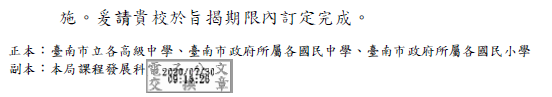 施。爰請貴校於旨揭期限內訂定完成。
正本：臺南市立各高級中學、臺南市政府所屬各國民中學、臺南市政府所屬各國民小學
副本：本局課程發展科
電子公文
交換章